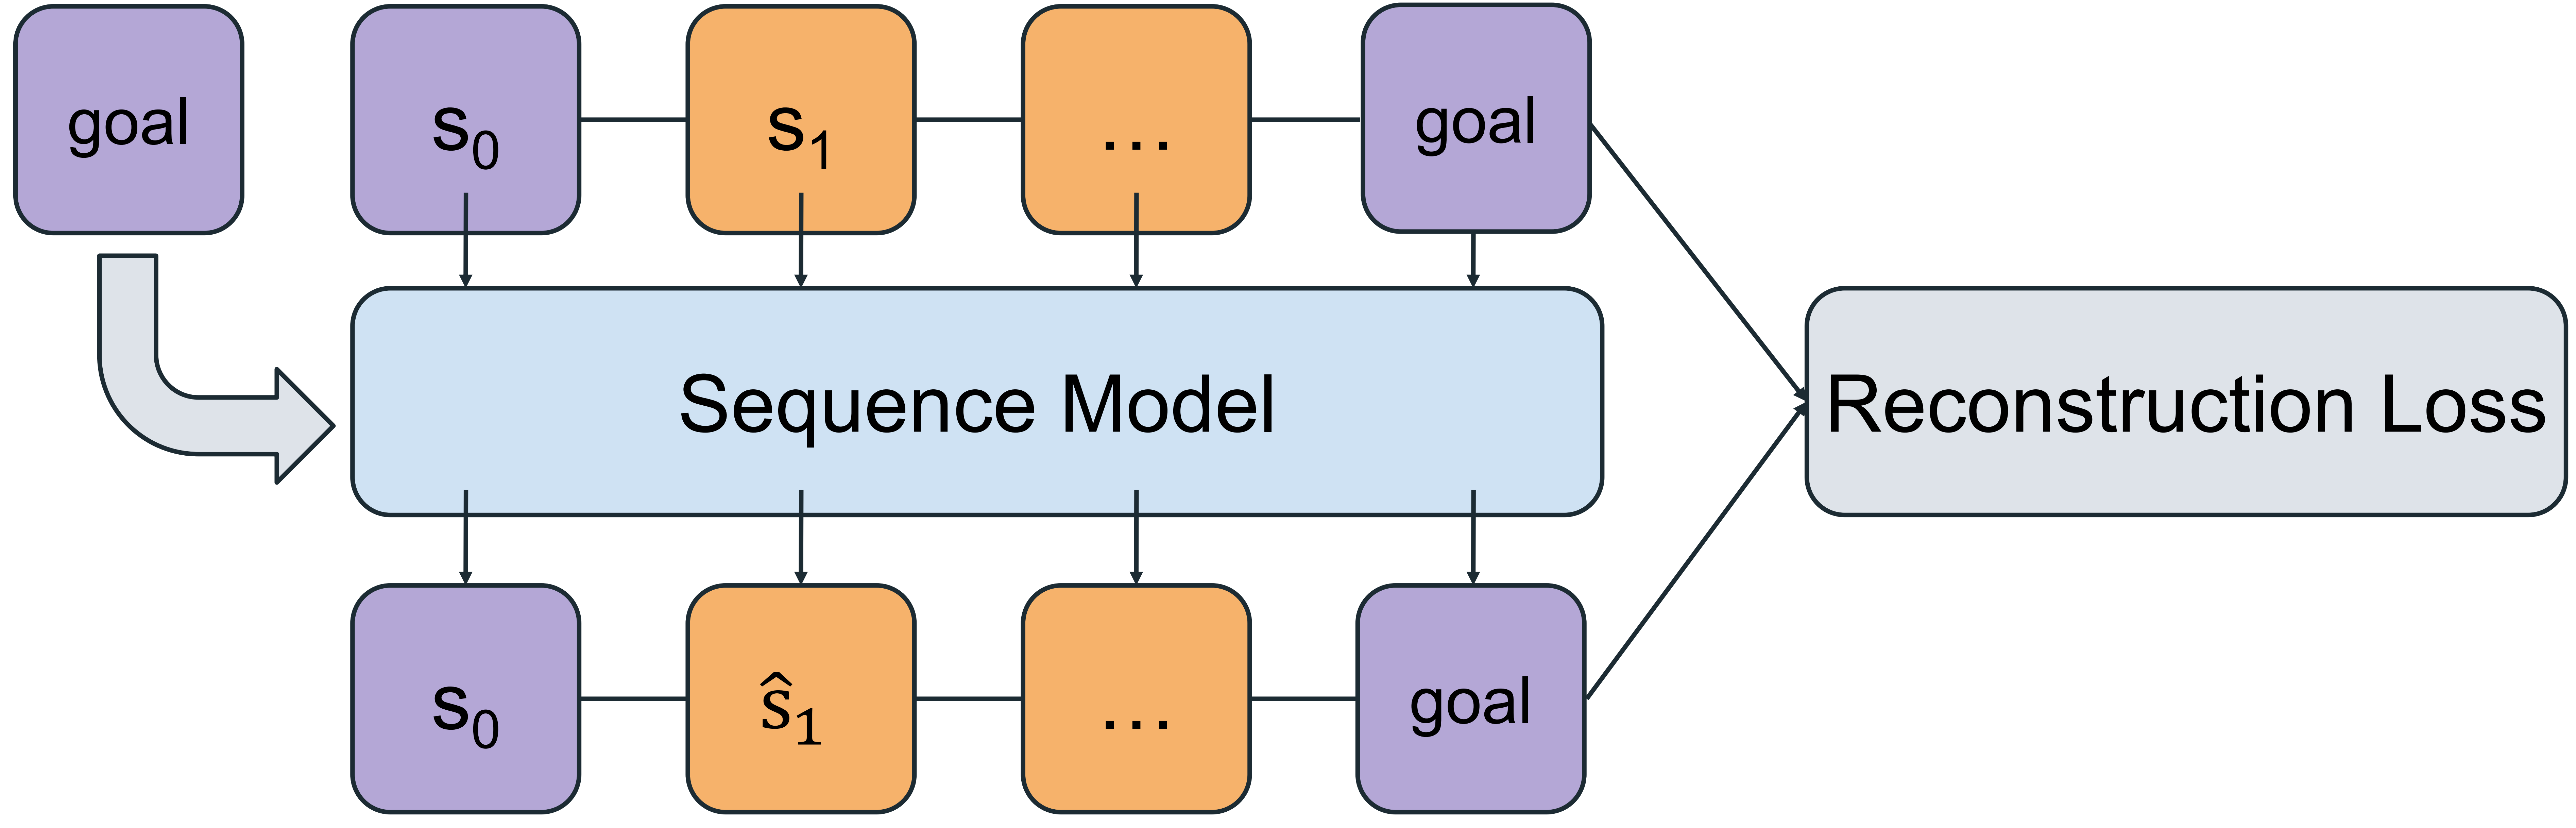 goal
s₀
s₁
...
goal
Sequence Model
Reconstruction Loss
s₀
ŝ₁
...
goal